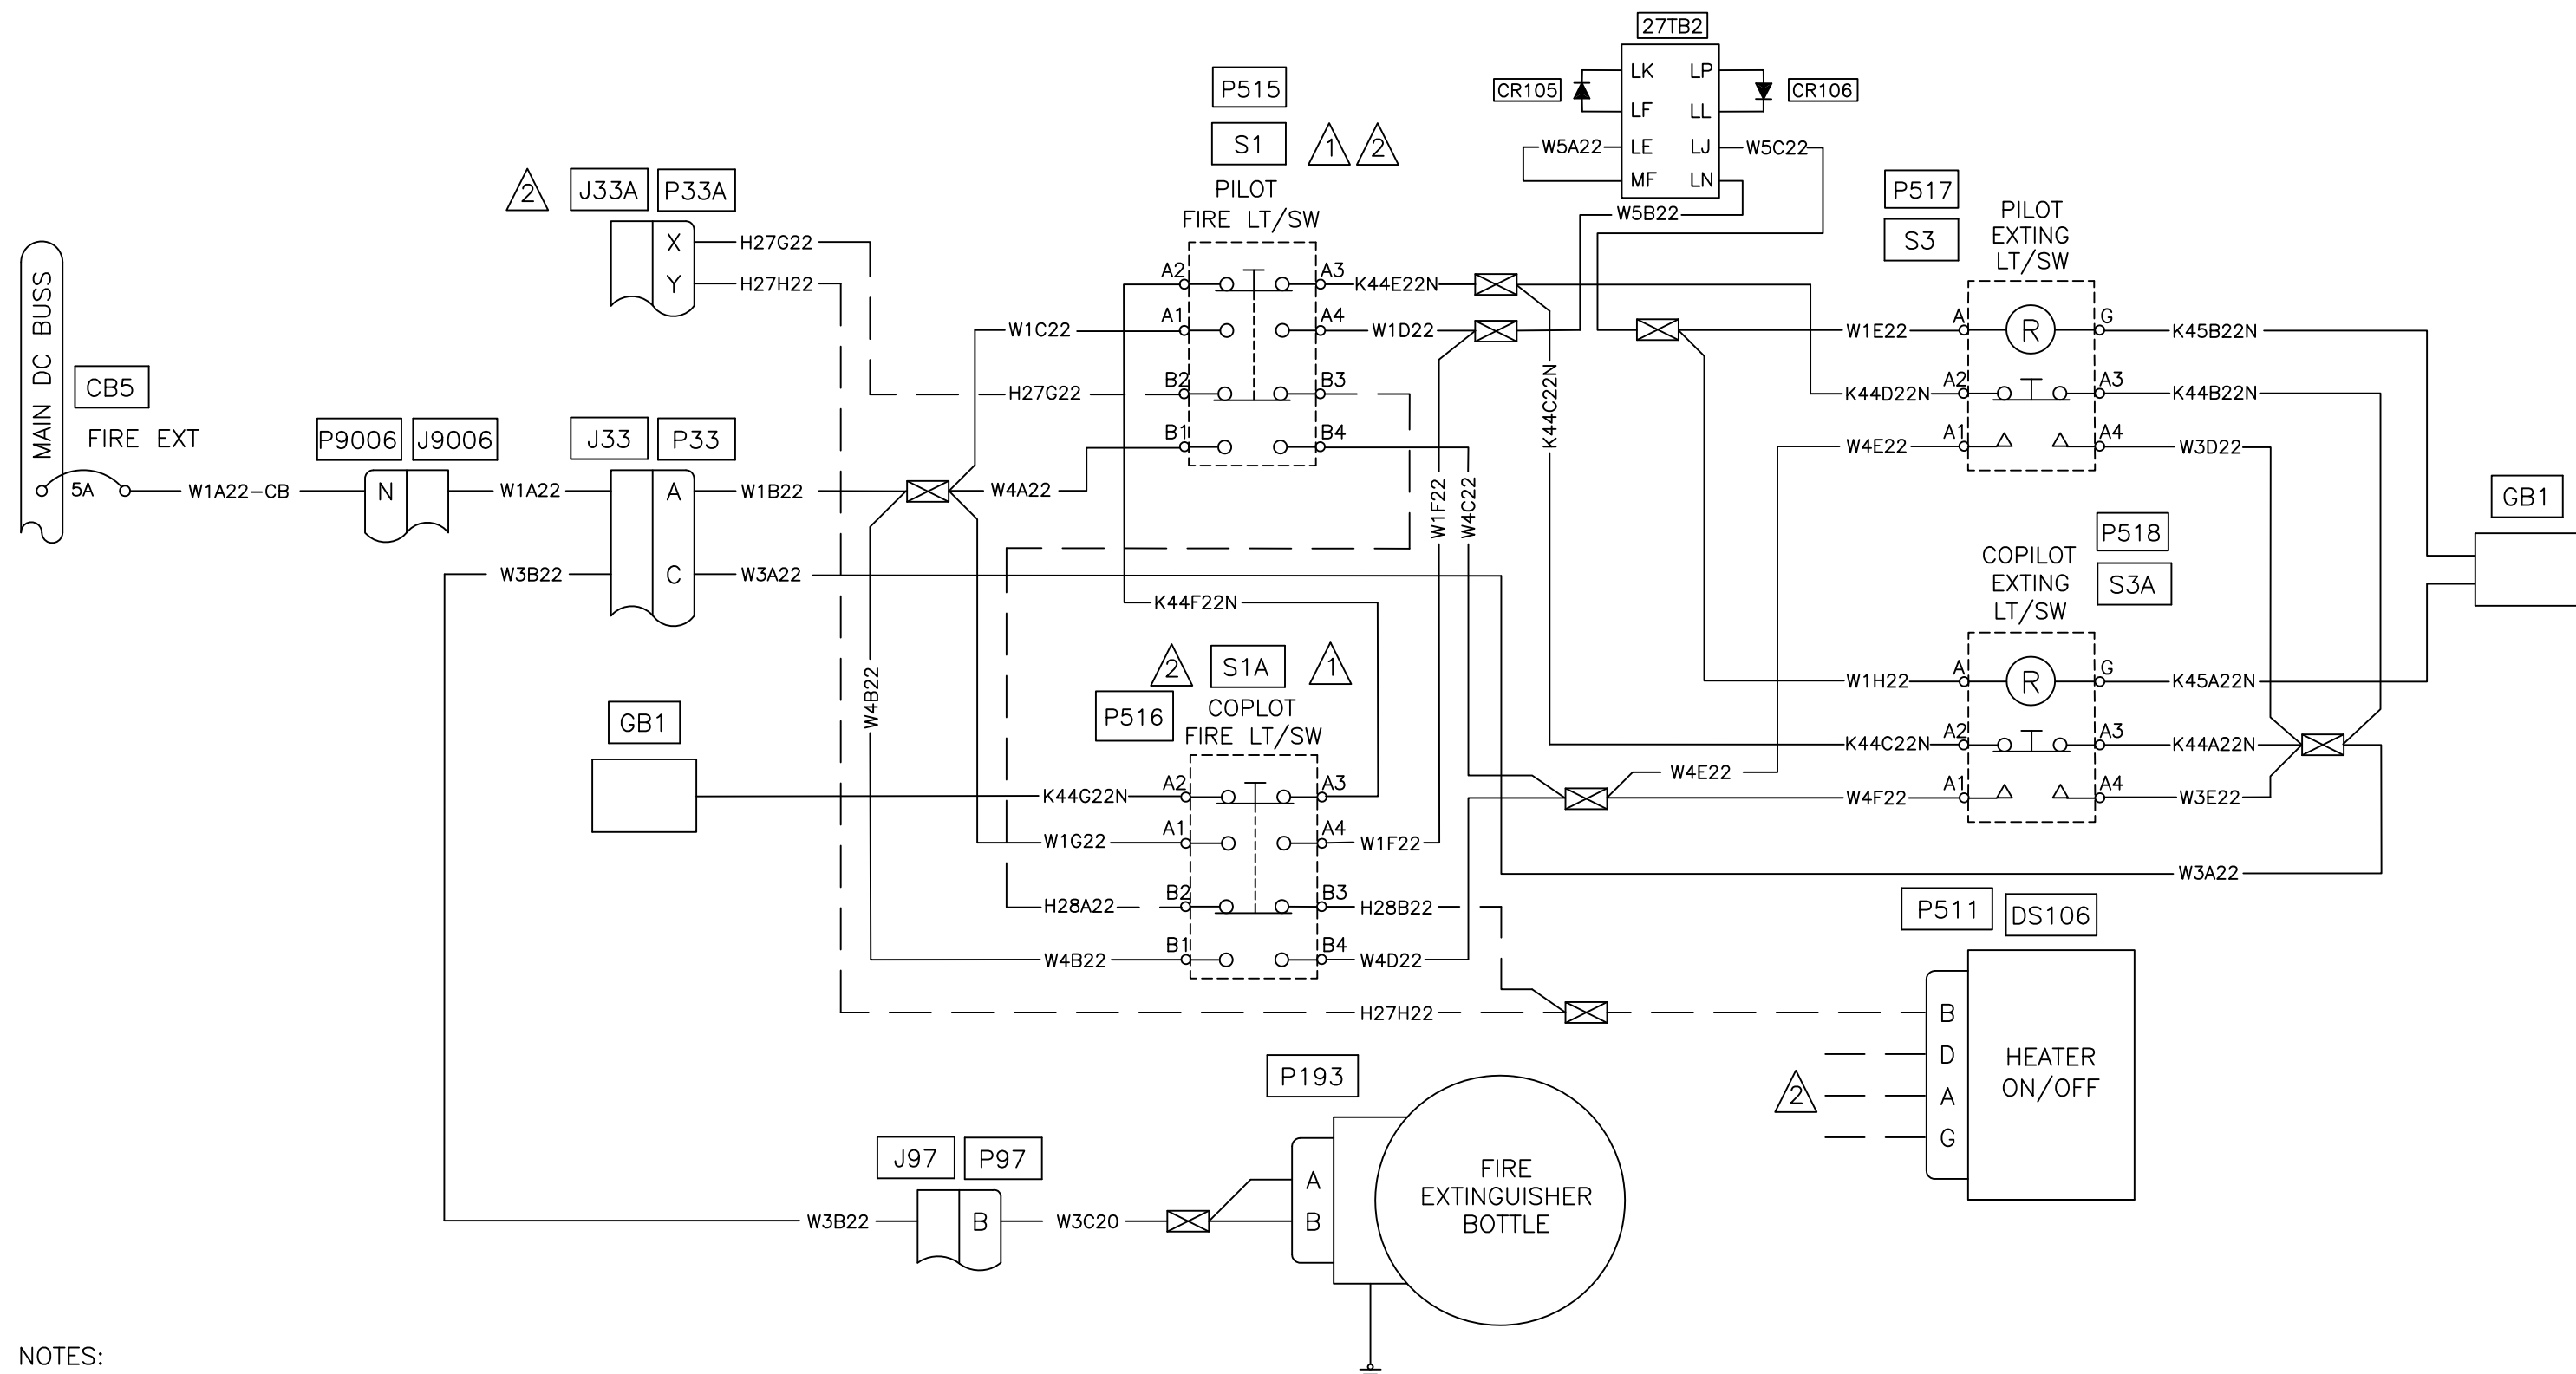 27TB2
LK LP
LF LL
LE LJ
MF LN
CR105
CR106
W5A22
W5C22
W5B22
P515
S1
1
2
PILOT
FIRE LT/SW
2
J33A
P33A
X
H27G22
Y
H27H22
MAIN DC BUSS
CB5
FIRE EXT
5A
W1A22-CB
P9006
J9006
N
W1A22
J33
P33
A
W1B22
C
W3A22
W3B22
A2
A3
K44E22N
W1C22
A1
A4
W1D22
H27G22
B2
B3
W4A22
B1
B4
K44F22N
K44C22N
W1F22
W4C22
W4B22
P517
S3
PILOT
EXTING
LT/SW
W1E22
A
R
G
K45B22N
K44D22N
A2
A3
K44B22N
W4E22
A1
A4
W3D22
GB1
P518
S3A
COPILOT
EXTING
LT/SW
W1H22
A
R
G
K45A22N
K44C22N
A2
A3
K44A22N
W4E22
W4F22
A1
A4
W3E22
W3A22
2
S1A
1
P516
COPLOT
FIRE LT/SW
GB1
K44G22N
A2
A3
W1G22
A1
A4
W1F22
H28A22
B2
B3
H28B22
W4B22
B1
B4
W4D22
H27H22
P511
DS106
B
D
A
G
HEATER
ON/OFF
2
P193
A
B
FIRE
EXTINGUISHER
BOTTLE
J97
P97
W3B22
B
W3C20
NOTES: